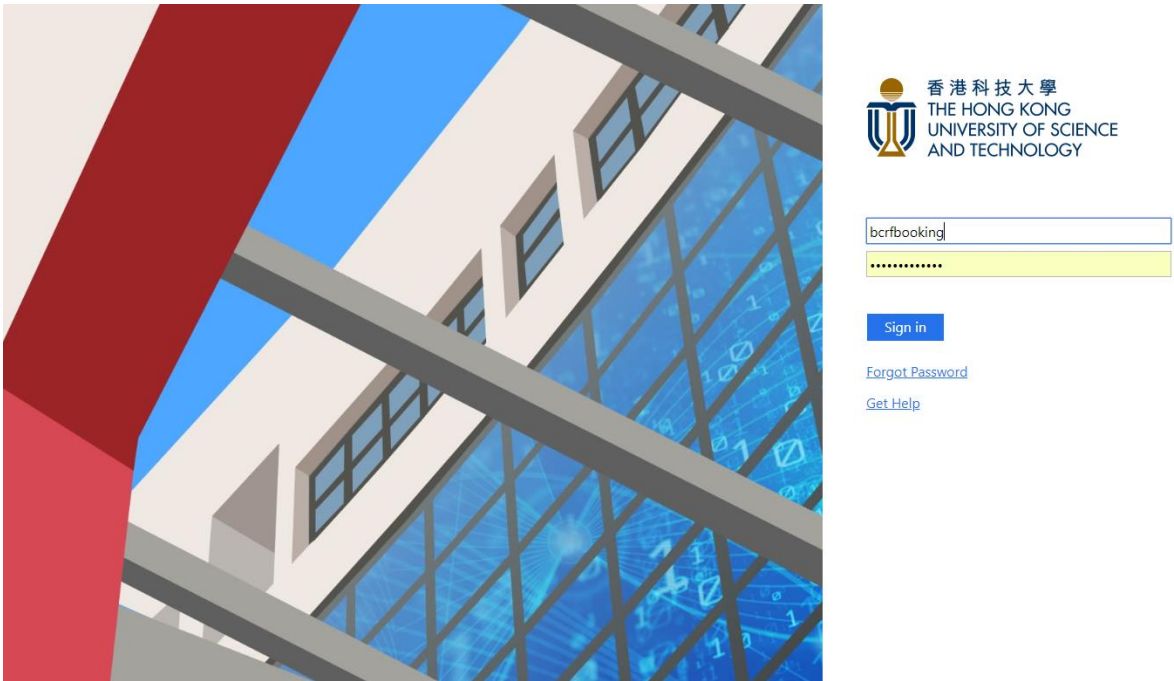 香港科技大學
THE HONG KONG
UNIVERSITY OF SCIENCE
AND TECHNOLOGY
bcrfbooking
•••••••••••••
Sign in
Forgot Password
Get Help